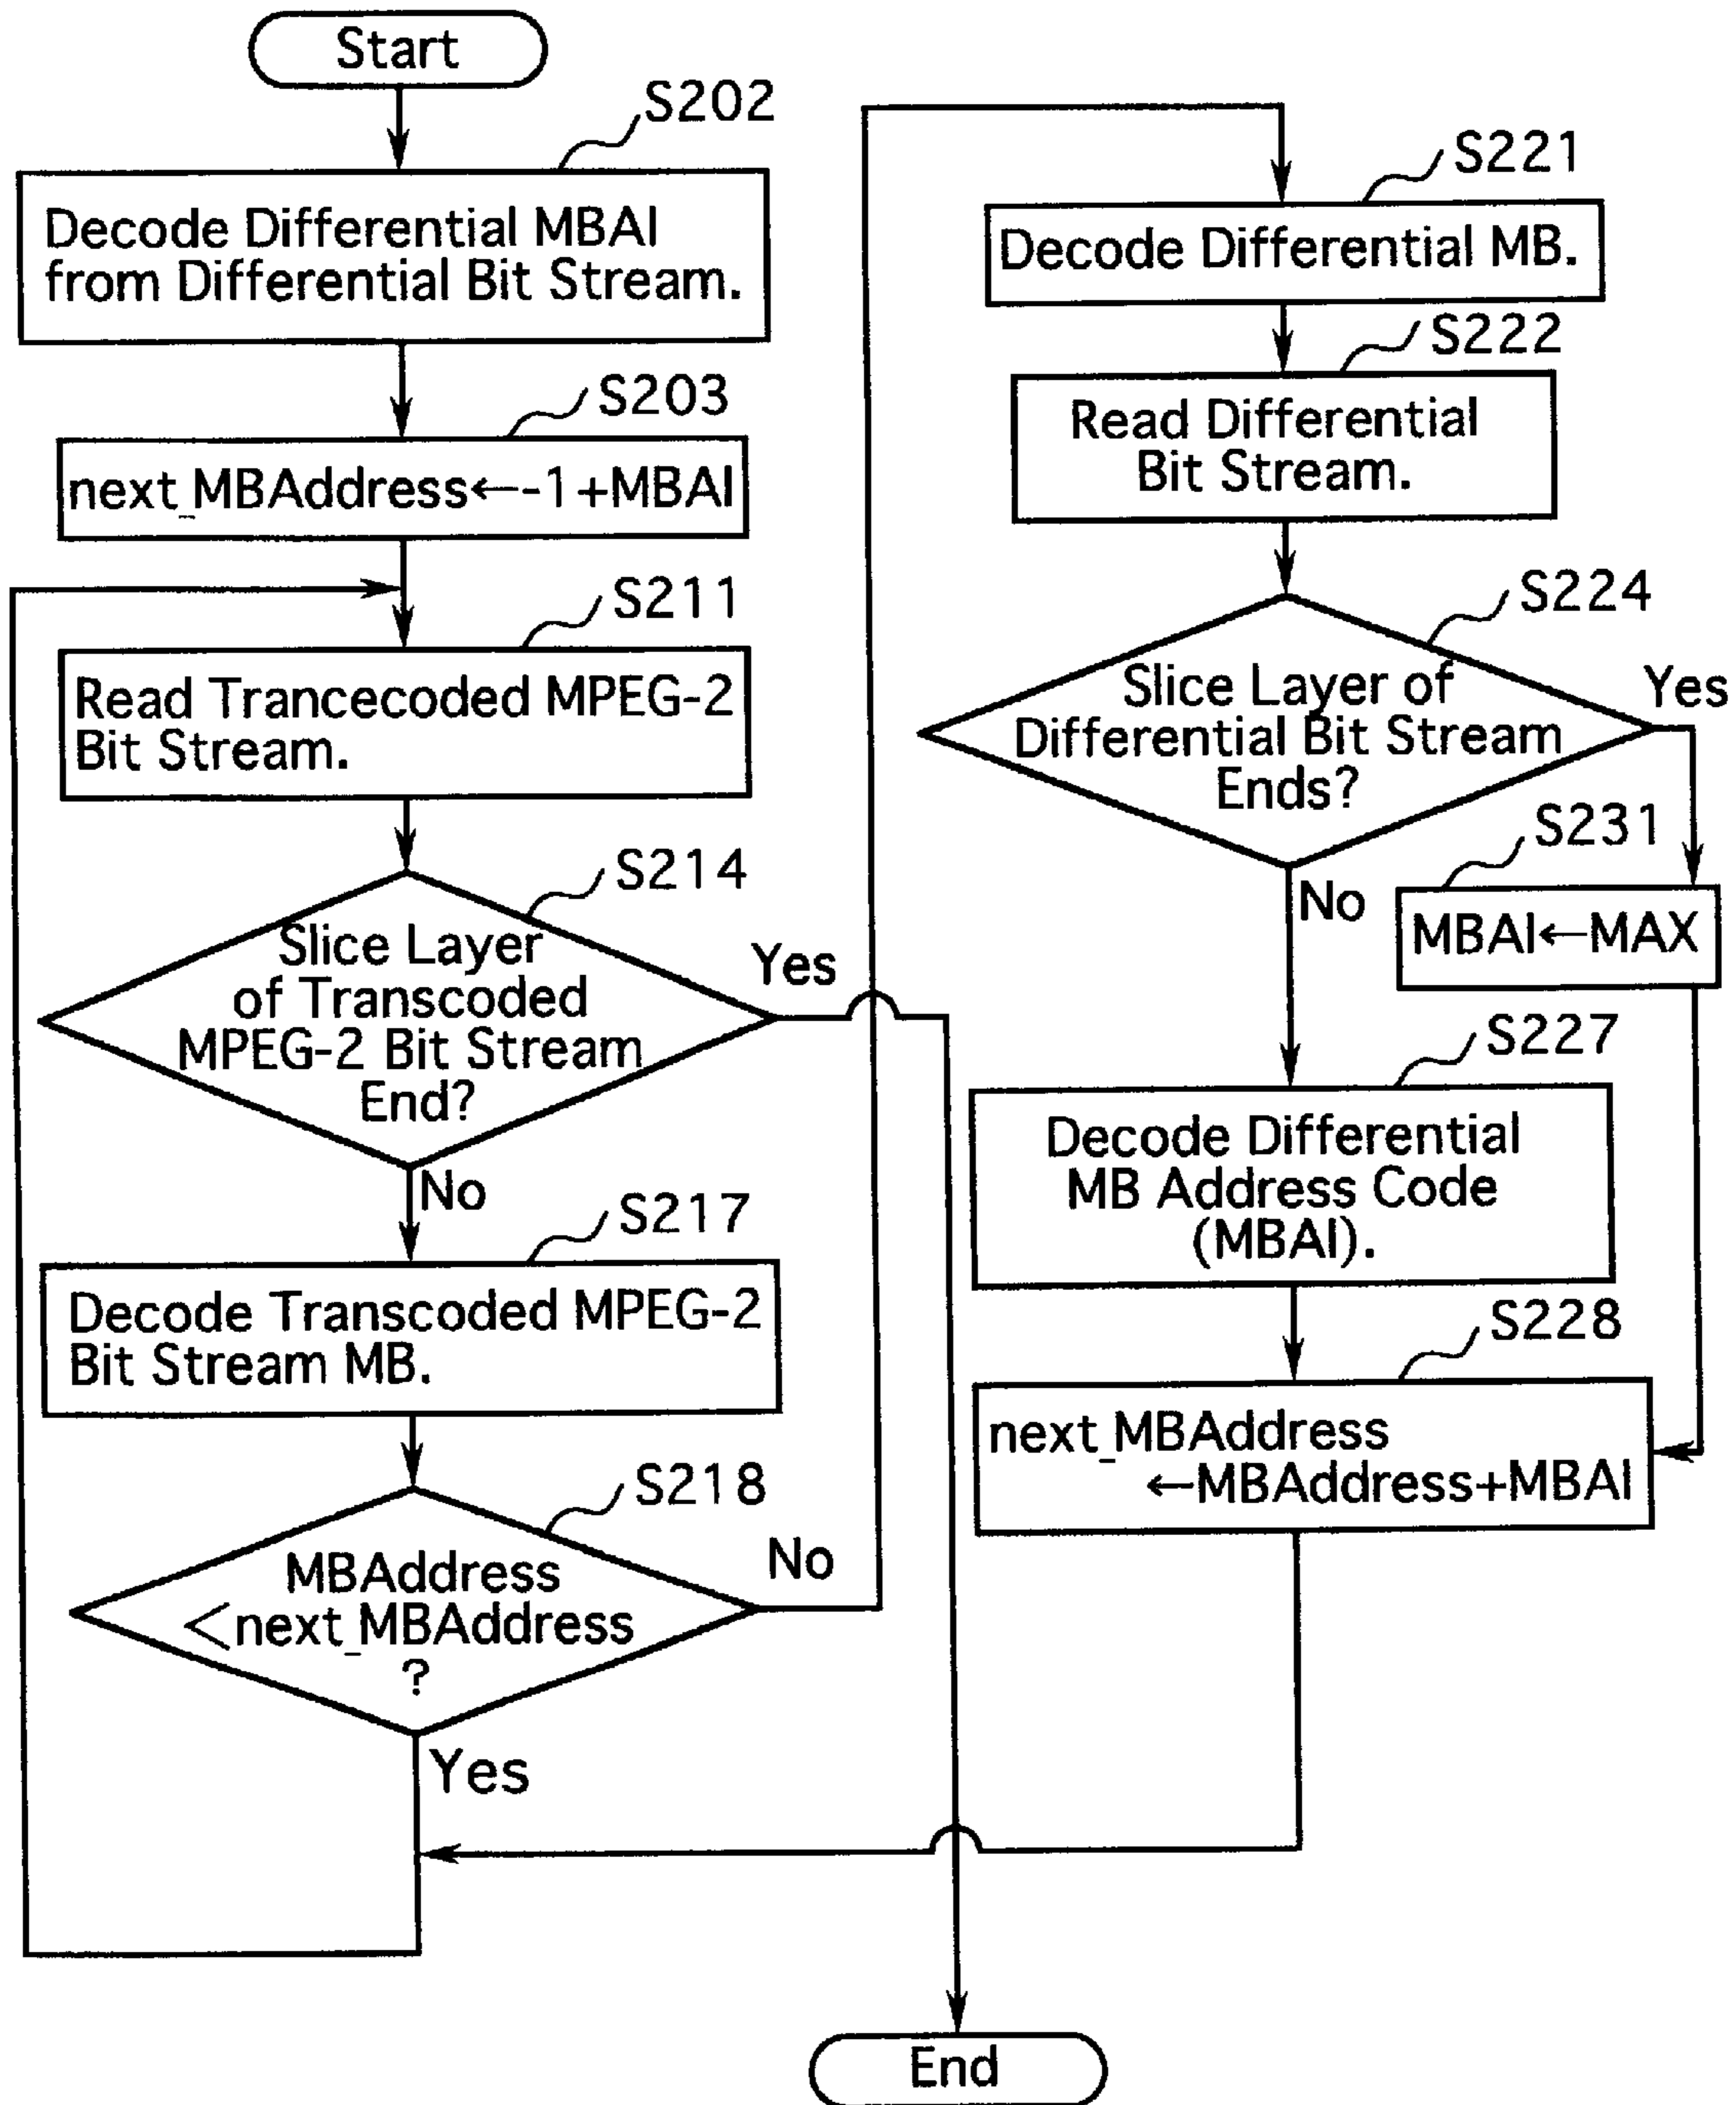 Start
S202
Decode Differential MBAI
from Differential Bit Stream.
S203
next_MBAddress←-1+MBAI
S211
Read Trancecoded MPEG-2
Bit Stream.
S214
Slice Layer
of Transcoded
MPEG-2 Bit Stream
End?
Yes
No
S217
Decode Transcoded MPEG-2
Bit Stream MB.
S218
MBAddress
<next_MBAddress
?
No
Yes
S221
Decode Differential MB.
S222
Read Differential
Bit Stream.
S224
Slice Layer of
Differential Bit Stream
Ends?
Yes
No
S231
MBAI←MAX
S227
Decode Differential
MB Address Code
(MBAI).
S228
next_MBAddress
←MBAddress+MBAI
End